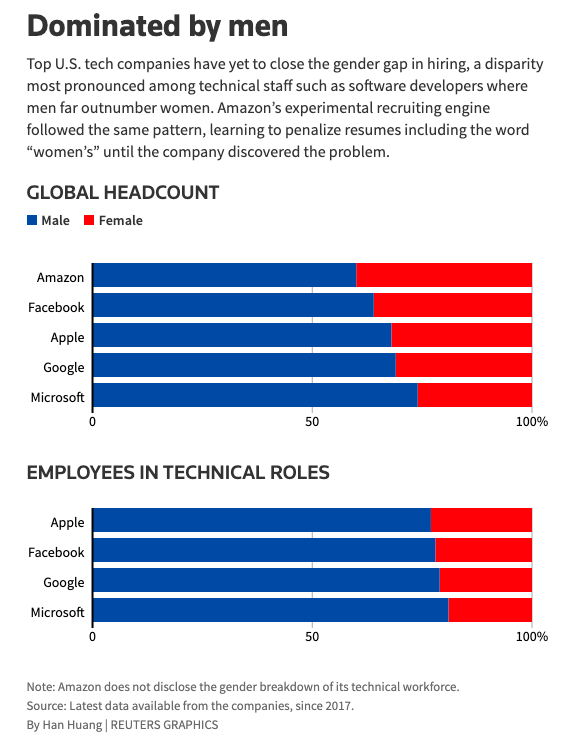 Dominated by men
Top U.S. tech companies have yet to close the gender gap in hiring, a disparity
most pronounced among technical staff such as software developers where
men far outnumber women. Amazon’s experimental recruiting engine
followed the same pattern, learning to penalize resumes including the word
“women’s” until the company discovered the problem.
GLOBAL HEADCOUNT
Male Female
Amazon
Facebook
Apple
Google
Microsoft
0 50 100%
EMPLOYEES IN TECHNICAL ROLES
Apple
Facebook
Google
Microsoft
0 50 100%
Note: Amazon does not disclose the gender breakdown of its technical workforce.
Source: Latest data available from the companies, since 2017.
By Han Huang | REUTERS GRAPHICS